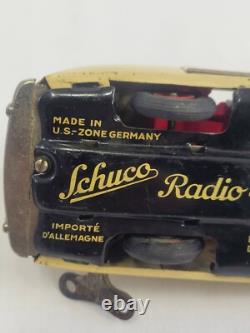 MADE IN
U.S.-ZONE GERMANY
Schuco Radio
IMPORTÉ
D'ALLEMAGNE